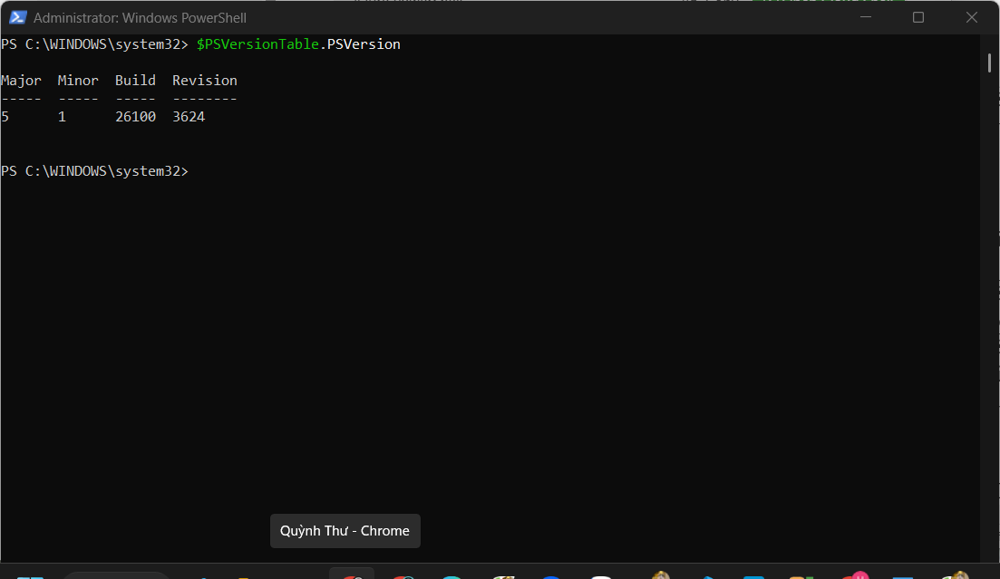 Administrator: Windows PowerShell
PS C:\WINDOWS\system32> $PSVersionTable.PSVersion
Major  Minor  Build  Revision
-----  -----  -----  --------
5      1      26100  3624
PS C:\WINDOWS\system32>
Quỳnh Thư - Chrome